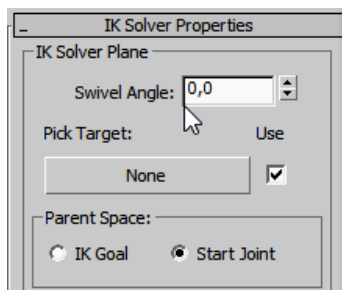 IK Solver Properties
IK Solver Plane
Swivel Angle: 0,0
Pick Target: Use
None
Parent Space:
IK Goal Start Joint